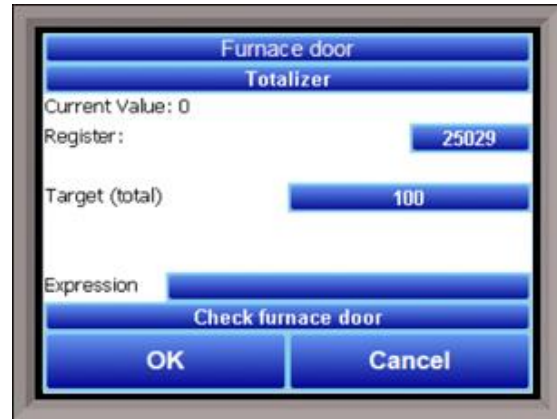 Furnace door
Totalizer
Current Value: 0
Register: 25029
Target (total) 100
Expression
Check furnace door
OK Cancel